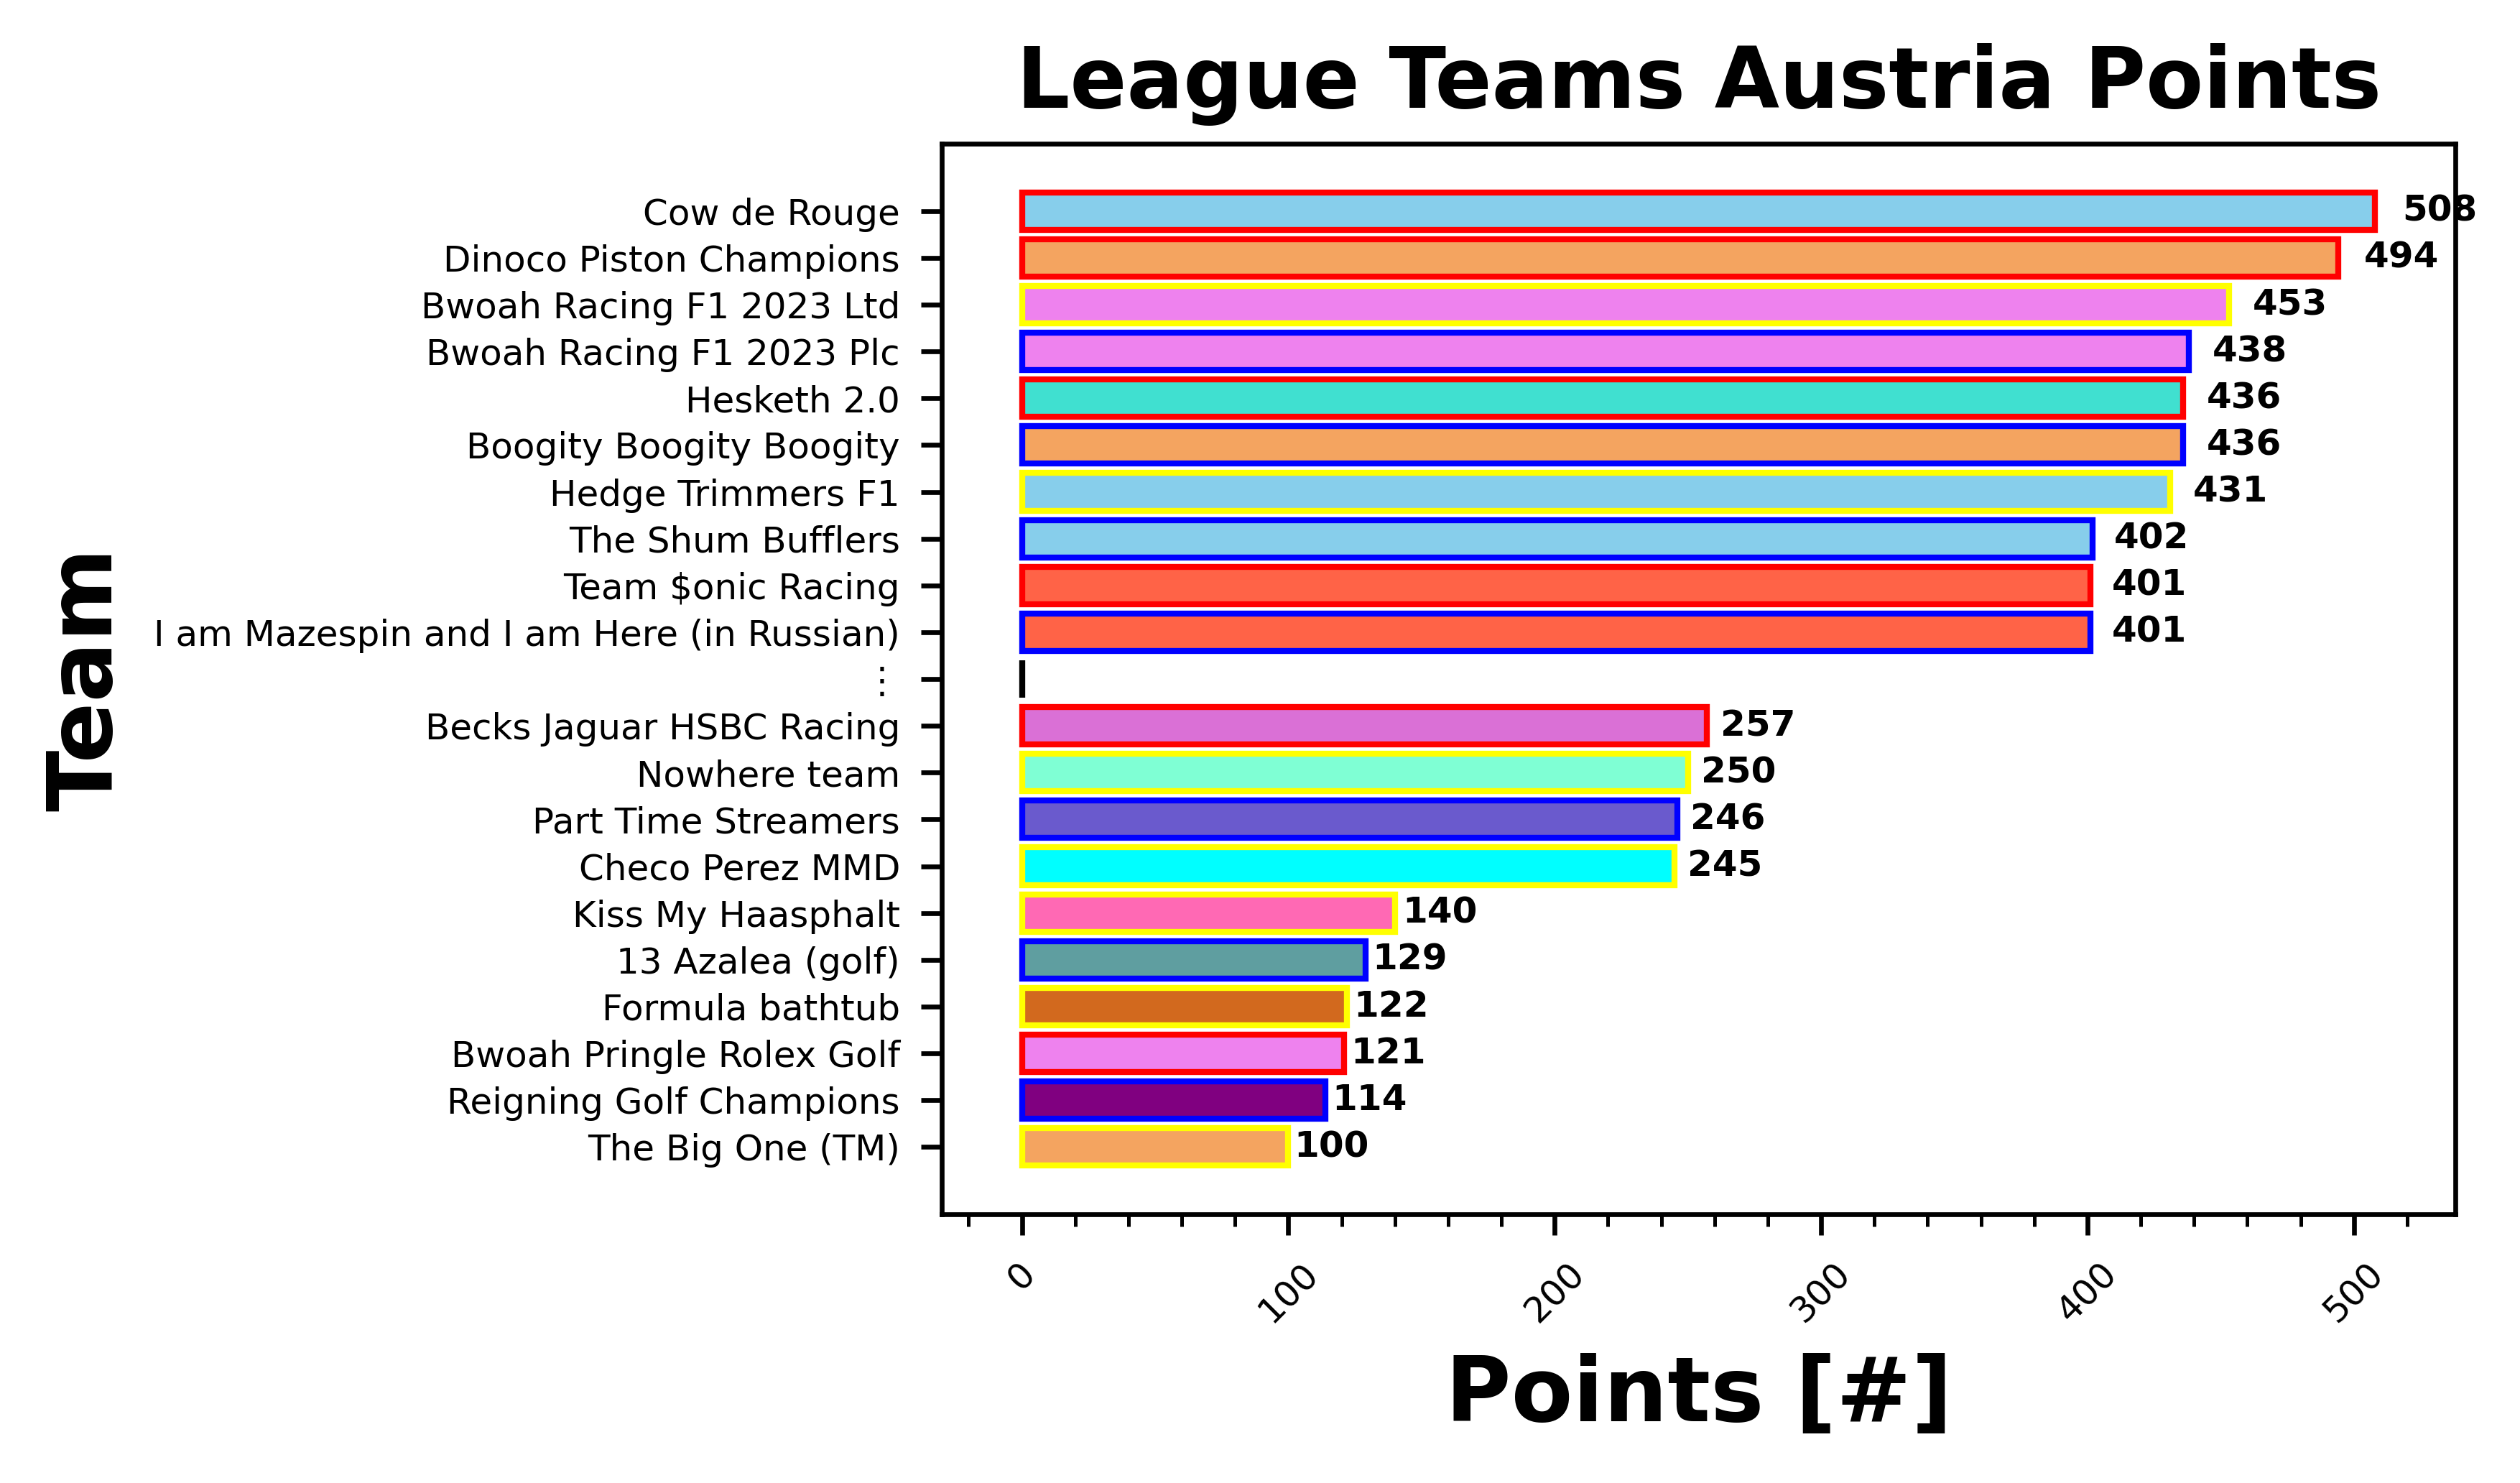 League Teams Austria Points
Team
Cow de Rouge 508
Dinoco Piston Champions 494
Bwoah Racing F1 2023 Ltd 453
Bwoah Racing F1 2023 Plc 438
Hesketh 2.0 436
Boogity Boogity Boogity 436
Hedge Trimmers F1 431
The Shum Bufflers 402
Team $onic Racing 401
I am Mazespin and I am Here (in Russian) 401
⋮
Becks Jaguar HSBC Racing 257
Nowhere team 250
Part Time Streamers 246
Checo Perez MMD 245
Kiss My Haasphalt 140
13 Azalea (golf) 129
Formula bathtub 122
Bwoah Pringle Rolex Golf 121
Reigning Golf Champions 114
The Big One (TM) 100
0 100 200 300 400 500
Points [#]